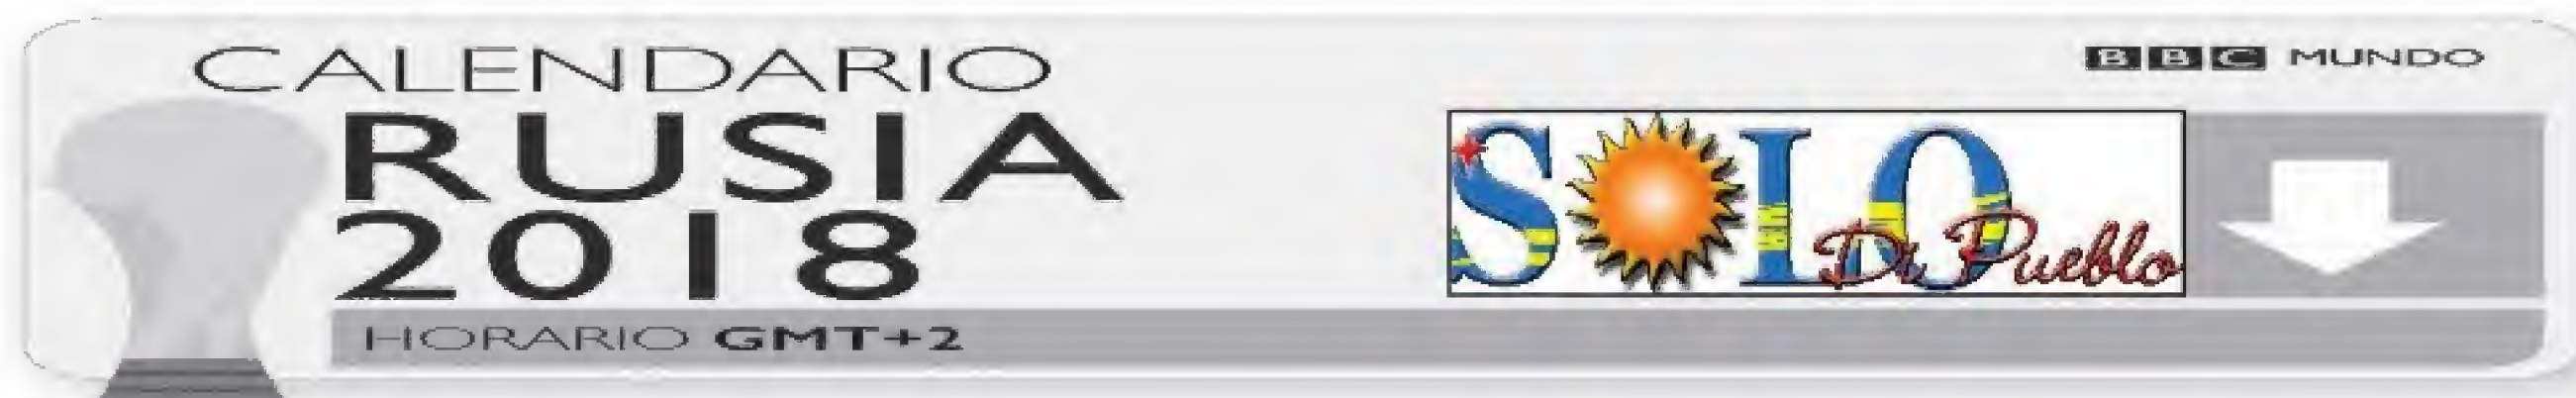 CALENDARIO
RUSIA
2018
HORARIO GMT+2
BBC MUNDO
SOLO
Di Pueblo